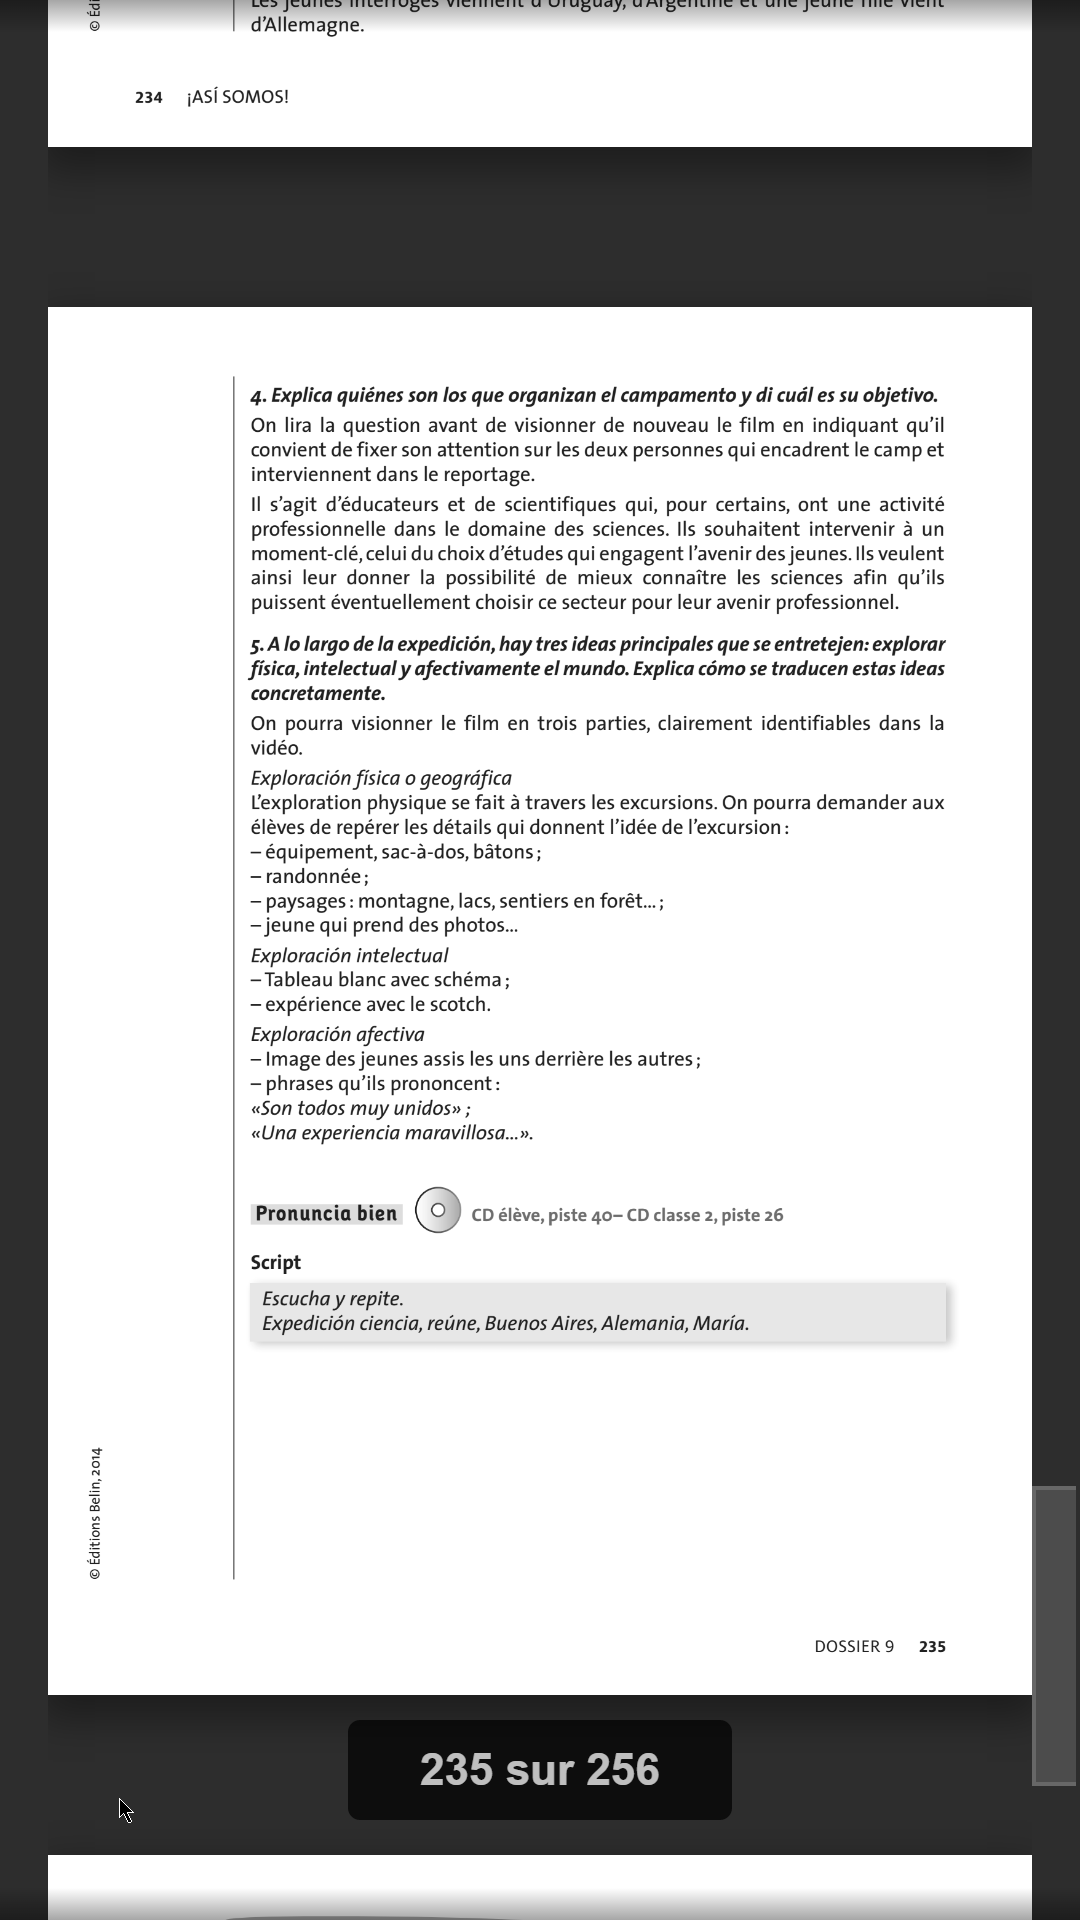 Les jeunes interrogés viennent d'Uruguay, d'Argentine et une jeune fille vient
d'Allemagne.
© Édi
234 ¡ASÍ SOMOS!
4. Explica quiénes son los que organizan el campamento y di cuál es su objetivo.
On lira la question avant de visionner de nouveau le film en indiquant qu'il
convient de fixer son attention sur les deux personnes qui encadrent le camp et
interviennent dans le reportage.
Il s'agit d'éducateurs et de scientifiques qui, pour certains, ont une activité
professionnelle dans le domaine des sciences. Ils souhaitent intervenir à un
moment-clé, celui du choix d'études qui engagent l'avenir des jeunes. Ils veulent
ainsi leur donner la possibilité de mieux connaître les sciences afin qu'ils
puissent éventuellement choisir ce secteur pour leur avenir professionnel.
5. A lo largo de la expedición, hay tres ideas principales que se entretejen: explorar
física, intelectual y afectivamente el mundo. Explica cómo se traducen estas ideas
concretamente.
On pourra visionner le film en trois parties, clairement identifiables dans la
vidéo.
Exploración física o geográfica
L'exploration physique se fait à travers les excursions. On pourra demander aux
élèves de repérer les détails qui donnent l'idée de l'excursion :
– équipement, sac-à-dos, bâtons ;
– randonnée ;
– paysages : montagne, lacs, sentiers en forêt... ;
– jeune qui prend des photos...
Exploración intelectual
– Tableau blanc avec schéma ;
– expérience avec le scotch.
Exploración afectiva
– Image des jeunes assis les uns derrière les autres ;
– phrases qu'ils prononcent :
«Son todos muy unidos» ;
«Una experiencia maravillosa...».
Pronuncia bien CD élève, piste 40– CD classe 2, piste 26
Script
Escucha y repite.
Expedición ciencia, reúne, Buenos Aires, Alemania, María.
© Éditions Belin, 2014
DOSSIER 9 235
235 sur 256